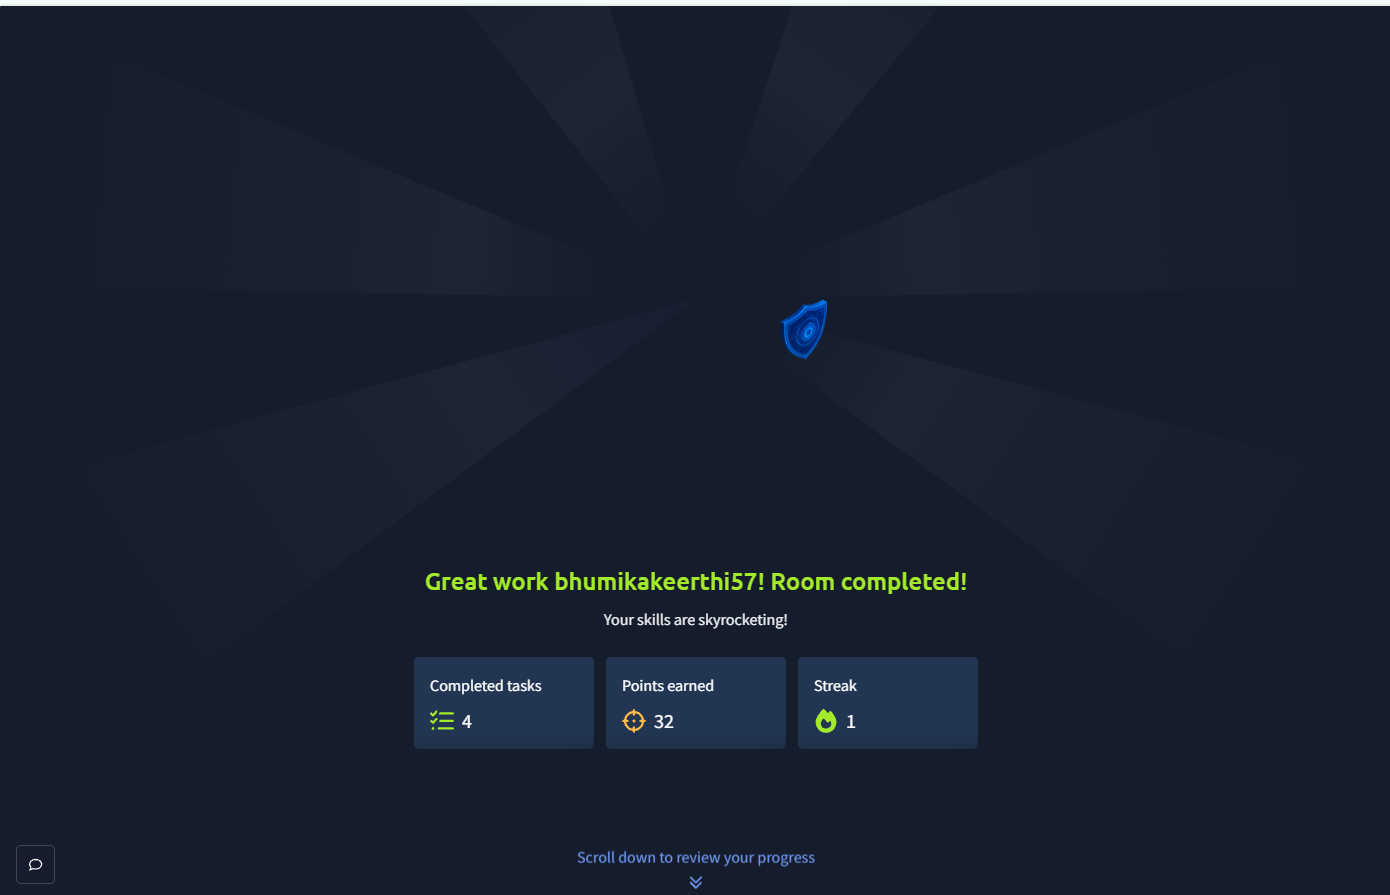 Great work bhumikakeerthi57! Room completed!
Your skills are skyrocketing!
Completed tasks
4
Points earned
32
Streak
1
Scroll down to review your progress